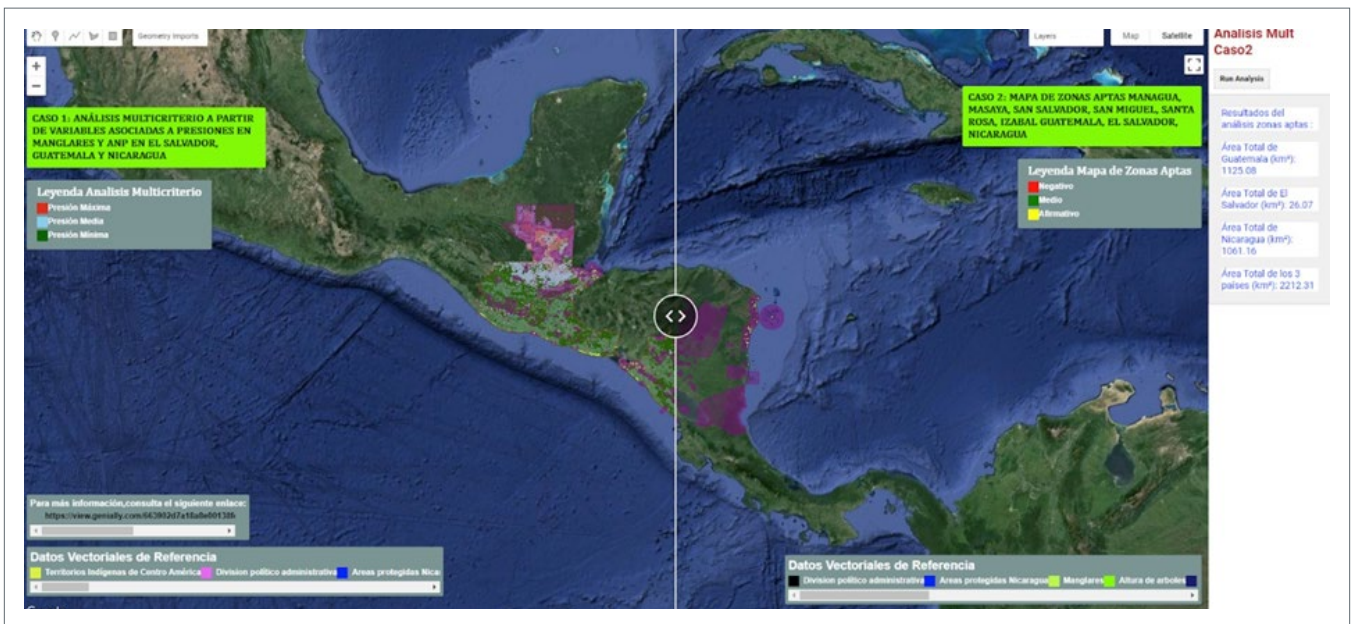 Geometry Imports
Layers
Map
Satellite
Analisis Mult
Caso2
Run Analysis
CASO 1: ANÁLISIS MULTICRITERIO A PARTIR
DE VARIABLES ASOCIADAS A PRESIONES EN
MANGLARES Y ANP EN EL SALVADOR,
GUATEMALA Y NICARAGUA
Leyenda Analisis Multicriterio
Presión Máxima
Presión Media
Presión Mínima
CASO 2: MAPA DE ZONAS APTAS MANAGUA,
MASAYA, SAN SALVADOR, SAN MIGUEL, SANTA
ROSA, IZABAL GUATEMALA, EL SALVADOR,
NICARAGUA
Leyenda Mapa de Zonas Aptas
Negativo
Medio
Afirmativo
Resultados del
análisis zonas aptas :
Área Total de
Guatemala (km²):
1125.08
Área Total de El
Salvador (km²): 26.07
Área Total de
Nicaragua (km²):
1061.16
Área Total de los 3
países (km²): 2212.31
Para más información,consulta el siguiente enlace:
Datos Vectoriales de Referencia
Territorios Indígenas de Centro América Division político administrativa Areas protegidas Nica
Datos Vectoriales de Referencia
Division político administrativa Areas protegidas Nicaragua Manglares Altura de arboles